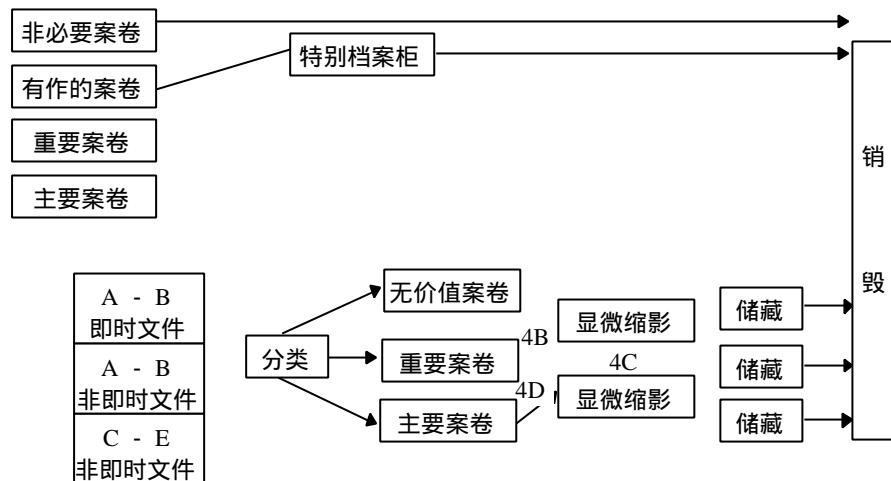 非必要案卷
特别档案柜
有作的案卷
重要案卷
主要案卷
销
毁
A - B
即时文件
A - B
非即时文件
C - E
非即时文件
分类
无价值案卷
重要案卷
主要案卷
4B
4C
4D
显微缩影
显微缩影
储藏
储藏
储藏